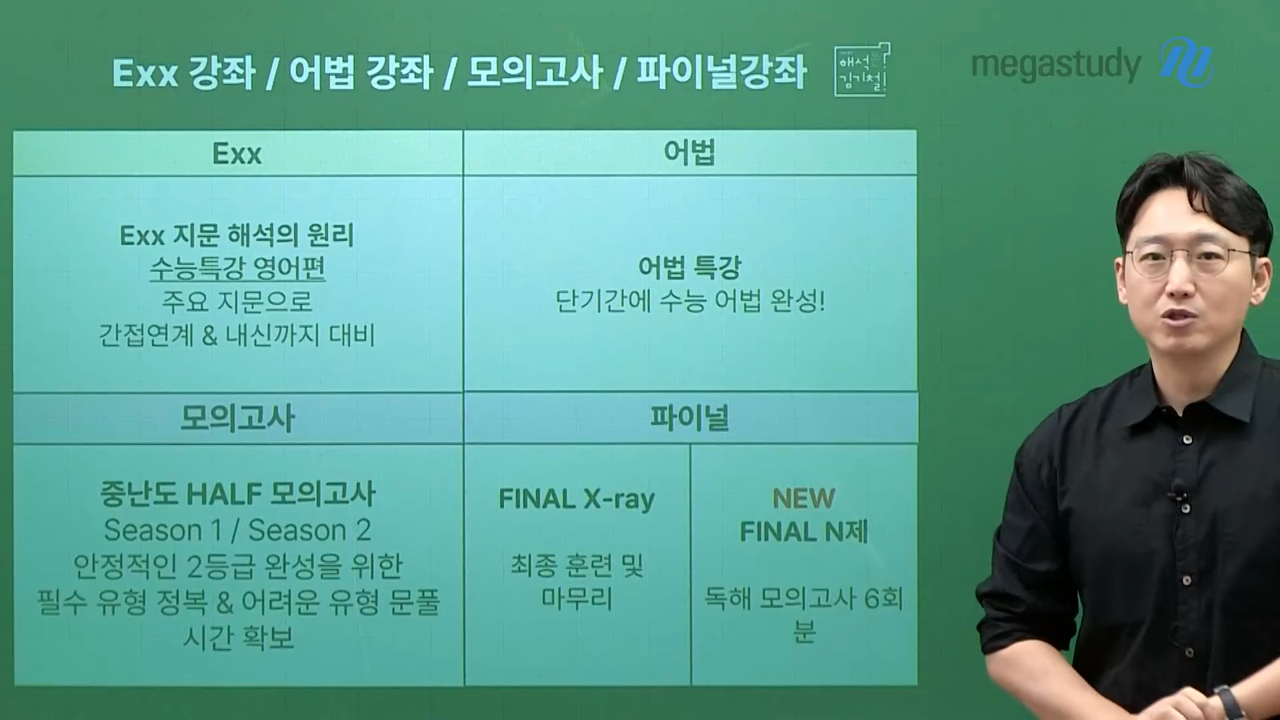 Exx 강좌 / 어법 강좌 / 모의고사 / 파이널강좌
해석
김기철!
megastudy
Exx
어법
Exx 지문 해석의 원리
수능특강 영어편
주요 지문으로
간접연계 & 내신까지 대비
어법 특강
단기간에 수능 어법 완성!
모의고사
파이널
중난도 HALF 모의고사
Season 1 / Season 2
안정적인 2등급 완성을 위한
필수 유형 정복 & 어려운 유형 문풀
시간 확보
FINAL X-ray
최종 훈련 및
마무리
NEW
FINAL N제
독해 모의고사 6회
분